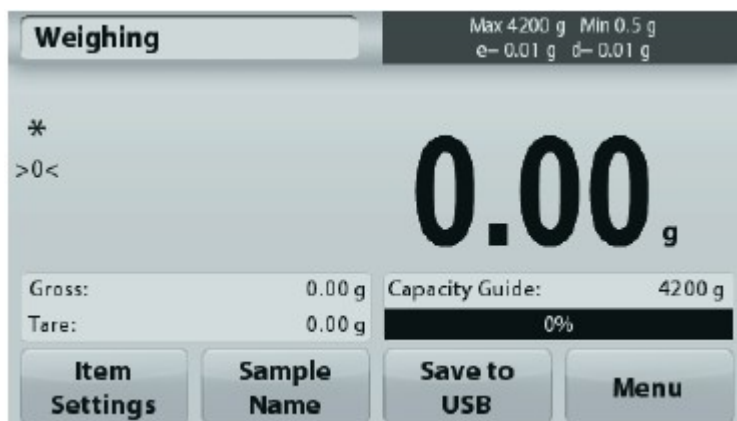 Weighing
Max 4200 g Min 0.5 g
e= 0.01 g d= 0.01 g
*
>0<
0.00 g
Gross: 0.00 g
Tare: 0.00 g
Capacity Guide: 4200 g
0%
Item
Settings
Sample
Name
Save to
USB
Menu